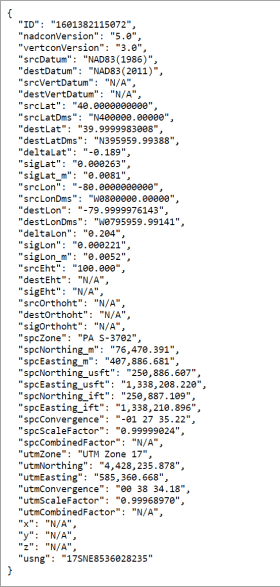 {
"ID": "1601382115072",
"nadconVersion": "5.0",
"vertconVersion": "3.0",
"srcDatum": "NAD83(1986)",
"destDatum": "NAD83(2011)",
"srcVertDatum": "N/A",
"destVertDatum": "N/A",
"srcLat": "40.0000000000",
"srcLatDms": "N400000.00000",
"destLat": "39.9999983008",
"destLatDms": "N395959.99388",
"deltaLat": "-0.189",
"sigLat": "0.000263",
"sigLat_m": "0.0081",
"srcLon": "-80.0000000000",
"srcLonDms": "W0800000.00000",
"destLon": "-79.9999976143",
"destLonDms": "W0795959.99141",
"deltaLon": "0.204",
"sigLon": "0.000221",
"sigLon_m": "0.0052",
"srcEht": "100.000",
"destEht": "N/A",
"sigEht": "N/A",
"srcOrthoht": "N/A",
"destOrthoht": "N/A",
"sigOrthoht": "N/A",
"spcZone": "PA S-3702",
"spcNorthing_m": "76,470.391",
"spcEasting_m": "407,886.681",
"spcNorthing_usft": "250,886.607",
"spcEasting_usft": "1,338,208.220",
"spcNorthing_ift": "250,887.109",
"spcEasting_ift": "1,338,210.896",
"spcConvergence": "-01 27 35.22",
"spcScaleFactor": "0.99999024",
"spcCombinedFactor": "N/A",
"utmZone": "UTM Zone 17",
"utmNorthing": "4,428,235.878",
"utmEasting": "585,360.668",
"utmConvergence": "00 38 34.18",
"utmScaleFactor": "0.99968970",
"utmCombinedFactor": "N/A",
"x": "N/A",
"y": "N/A",
"z": "N/A",
"usng": "17SNE8536028235"
}